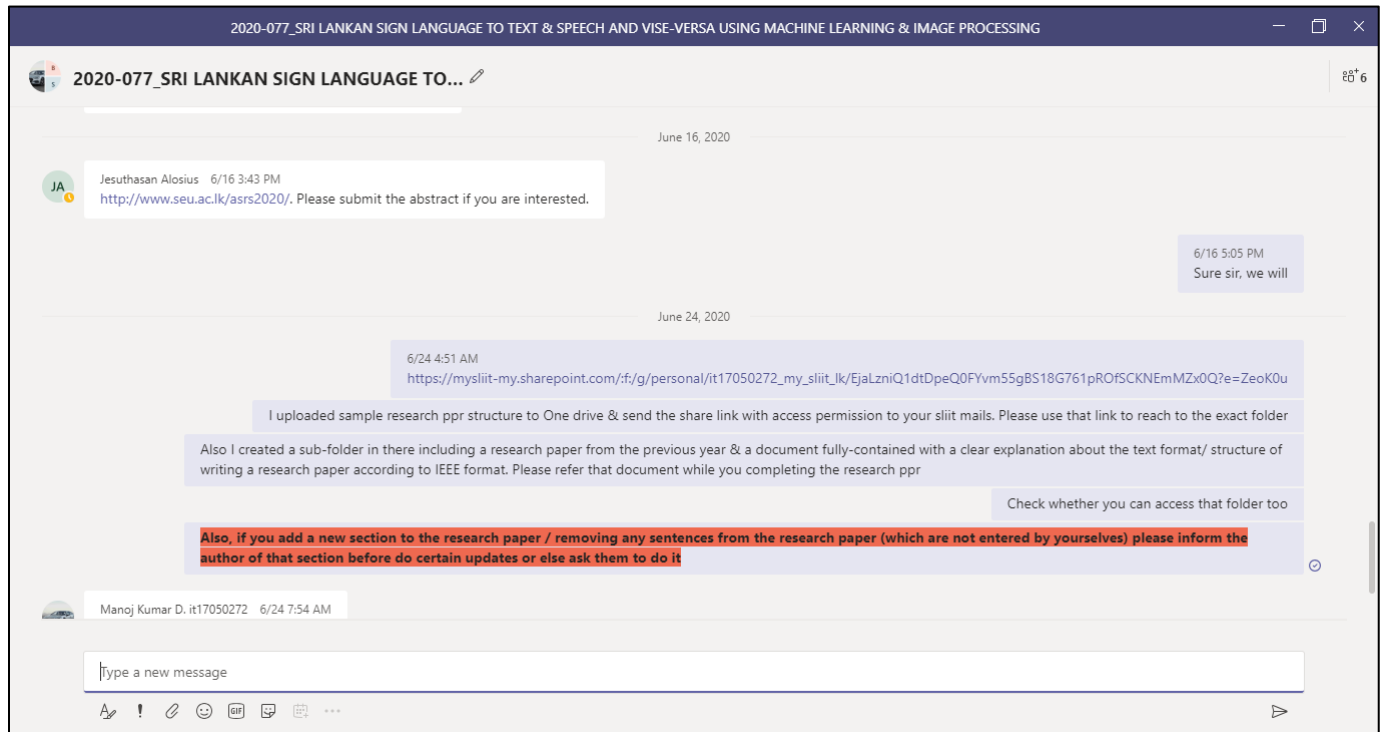 2020-077_SRI LANKAN SIGN LANGUAGE TO TEXT & SPEECH AND VISE-VERSA USING MACHINE LEARNING & IMAGE PROCESSING
B
S
2020-077_SRI LANKAN SIGN LANGUAGE TO...
6
June 16, 2020
JA
Jesuthasan Alosius 6/16 3:43 PM
http://www.seu.ac.lk/asrs2020/. Please submit the abstract if you are interested.
6/16 5:05 PM
Sure sir, we will
June 24, 2020
6/24 4:51 AM
https://mysliit-my.sharepoint.com/:f:/g/personal/it17050272_my_sliit_lk/EjaLzniQ1dtDpeQ0FYvm55gBS18G761pROfSCKNEmMZx0Q?e=ZeoK0u
I uploaded sample research ppr structure to One drive & send the share link with access permission to your sliit mails. Please use that link to reach to the exact folder
Also I created a sub-folder in there including a research paper from the previous year & a document fully-contained with a clear explanation about the text format/ structure of
writing a research paper according to IEEE format. Please refer that document while you completing the research ppr
Check whether you can access that folder too
Also, if you add a new section to the research paper / removing any sentences from the research paper (which are not entered by yourselves) please inform the
author of that section before do certain updates or else ask them to do it
Manoj Kumar D. it17050272 6/24 7:54 AM
Type a new message
GIF